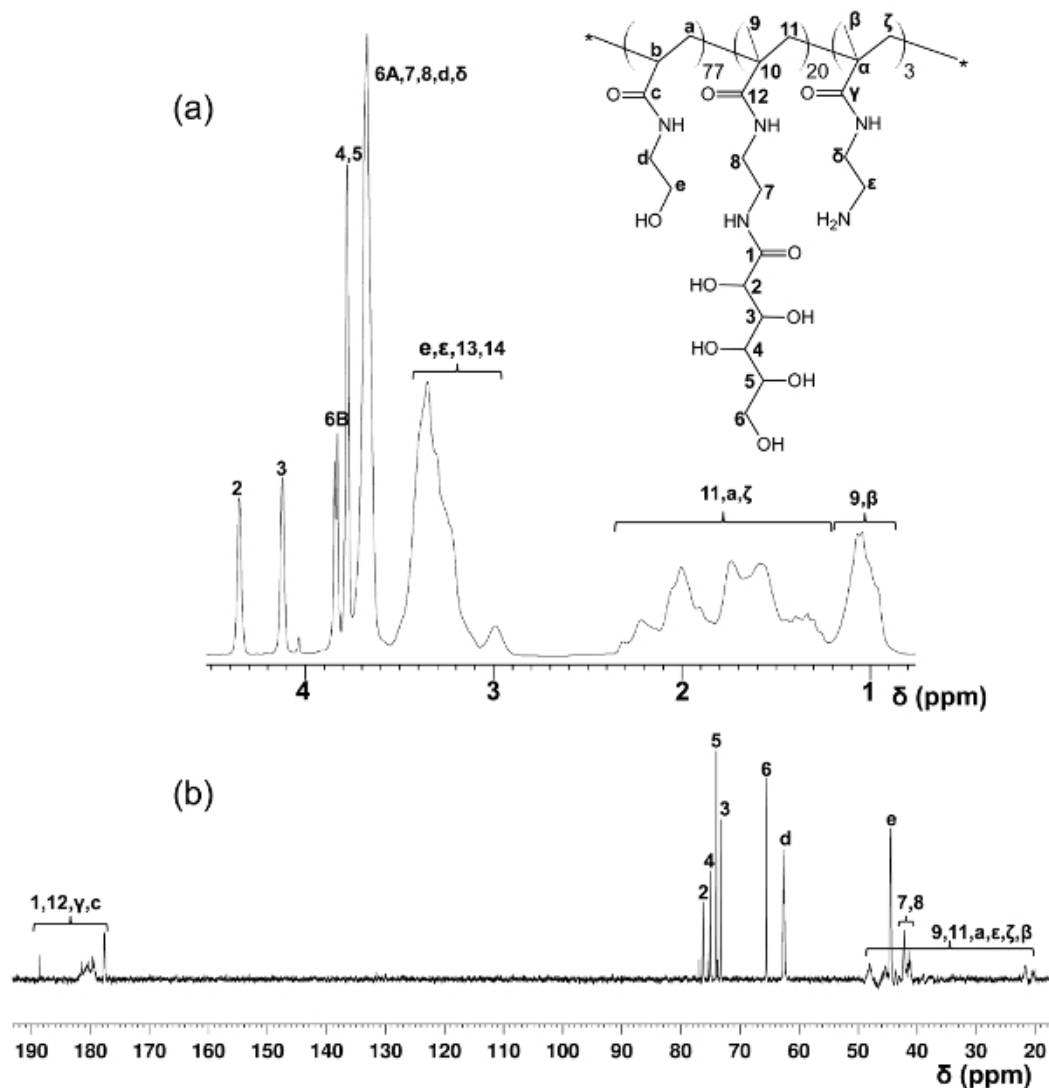 (a)
6A,7,8,d,δ
4,5
6B
3
2
e,ε,13,14
11,a,ζ
9,β
4 3 2 1 δ (ppm)
* b a 77 9 10 11 20 β α ζ 3 *
O c 12 O γ O
NH NH NH
d 8 δ
e 7 ε
HO HN H₂N
1 O
HO 2
3 OH
HO 4
5 OH
6
OH
(b)
1,12,γ,c
2
4
5
3
6
d
e
7,8
9,11,a,ε,ζ,β
190 180 170 160 150 140 130 120 110 100 90 80 70 60 50 40 30 20
δ (ppm)